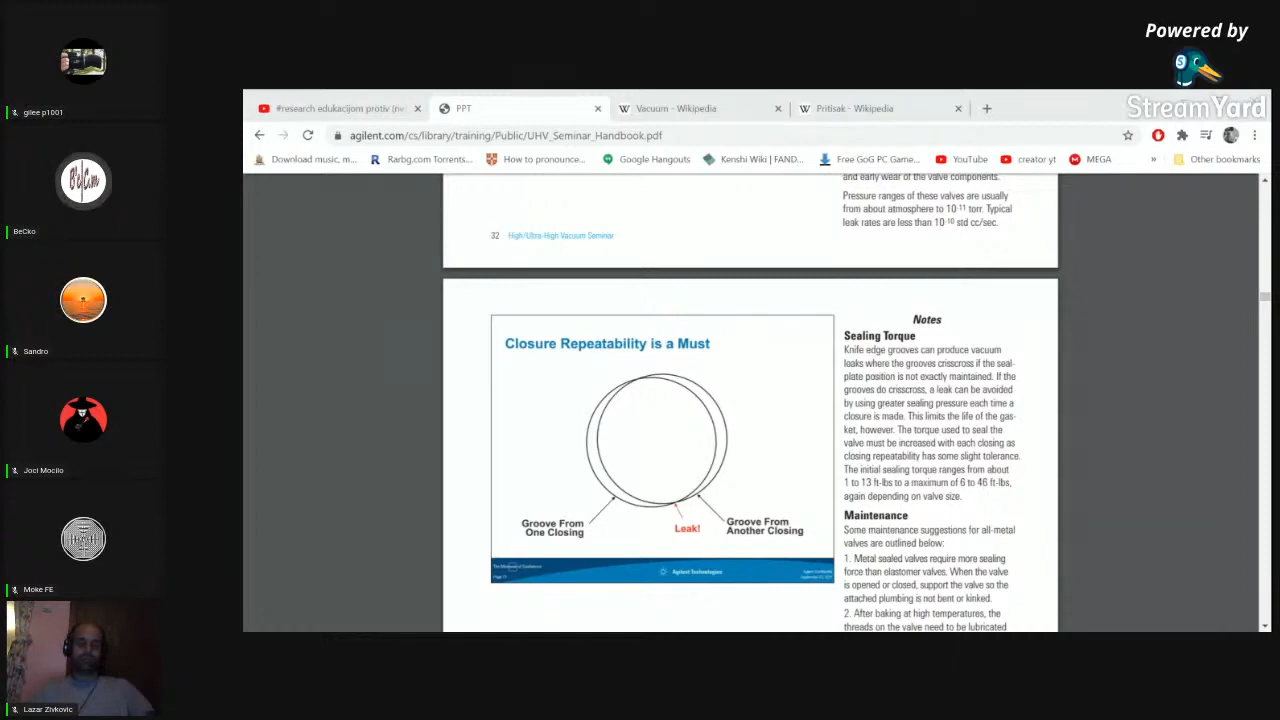 Powered by
StreamYard
gilee p1001
BeCko
Sandro
Joci Mocilo
Moke FE
Lazar Zivkovic
#research edukacijom protiv (ne
PPT
Vacuum - Wikipedia
Pritisak - Wikipedia
agilent.com/cs/library/training/Public/UHV_Seminar_Handbook.pdf
Download music, m...
Rarbg.com Torrents...
How to pronounce...
Google Hangouts
Kenshi Wiki | FAND...
Free GoG PC Game...
YouTube
creator yt
MEGA
»
Other bookmarks
and early wear of the valve components.
Pressure ranges of these valves are usually
from about atmosphere to 10-11 torr. Typical
leak rates are less than 10-10 std cc/sec.
32 High/Ultra-High Vacuum Seminar
Closure Repeatability is a Must
Groove From
One Closing
Leak!
Groove From
Another Closing
Agilent Technologies
Notes
Sealing Torque
Knife edge grooves can produce vacuum
leaks where the grooves crisscross if the seal-
plate position is not exactly maintained. If the
grooves do crisscross, a leak can be avoided
by using greater sealing pressure each time a
closure is made. This limits the life of the gas-
ket, however. The torque used to seal the
valve must be increased with each closing as
closing repeatability has some slight tolerance.
The initial sealing torque ranges from about
1 to 13 ft-lbs to a maximum of 6 to 46 ft-lbs,
again depending on valve size.
Maintenance
Some maintenance suggestions for all-metal
valves are outlined below:
1. Metal sealed valves require more sealing
force than elastomer valves. When the valve
is opened or closed, support the valve so the
attached plumbing is not bent or kinked.
2. After baking at high temperatures, the
threads on the valve need to be lubricated